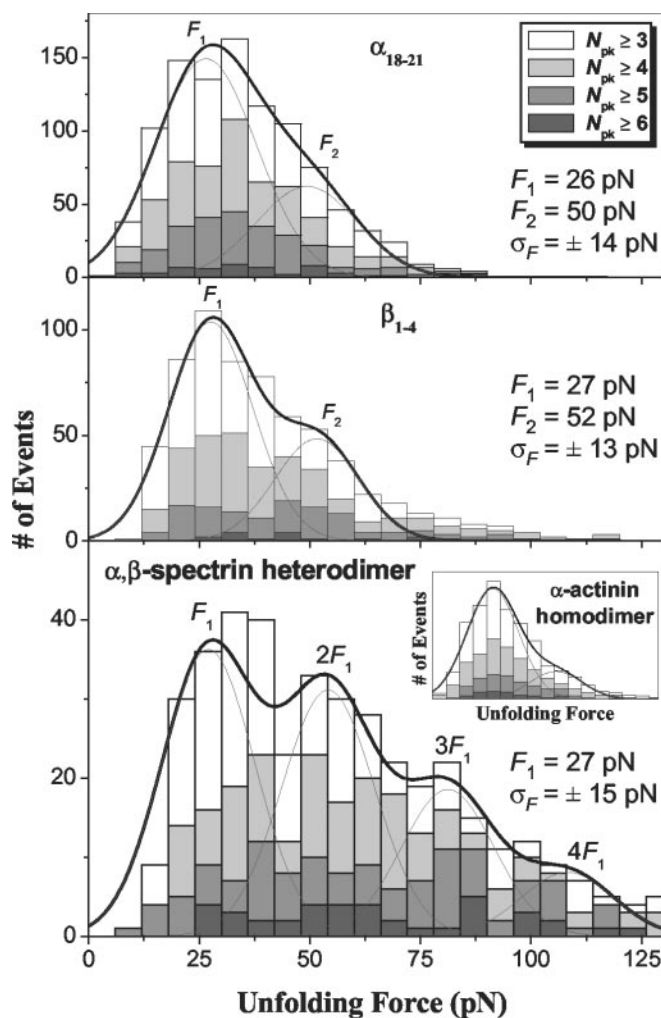 F₁
α₁₈₋₂₁
Nₚₖ ≥ 3
Nₚₖ ≥ 4
Nₚₖ ≥ 5
Nₚₖ ≥ 6
150
100
50
0
F₂
F₁ = 26 pN
F₂ = 50 pN
σF = ± 14 pN
F₁
β₁₋₄
100
50
0
F₂
F₁ = 27 pN
F₂ = 52 pN
σF = ± 13 pN
# of Events
α,β-spectrin heterodimer
40
20
0
F₁
2F₁
3F₁
4F₁
α-actinin
homodimer
# of Events
Unfolding Force
F₁ = 27 pN
σF = ± 15 pN
0 25 50 75 100 125
Unfolding Force (pN)